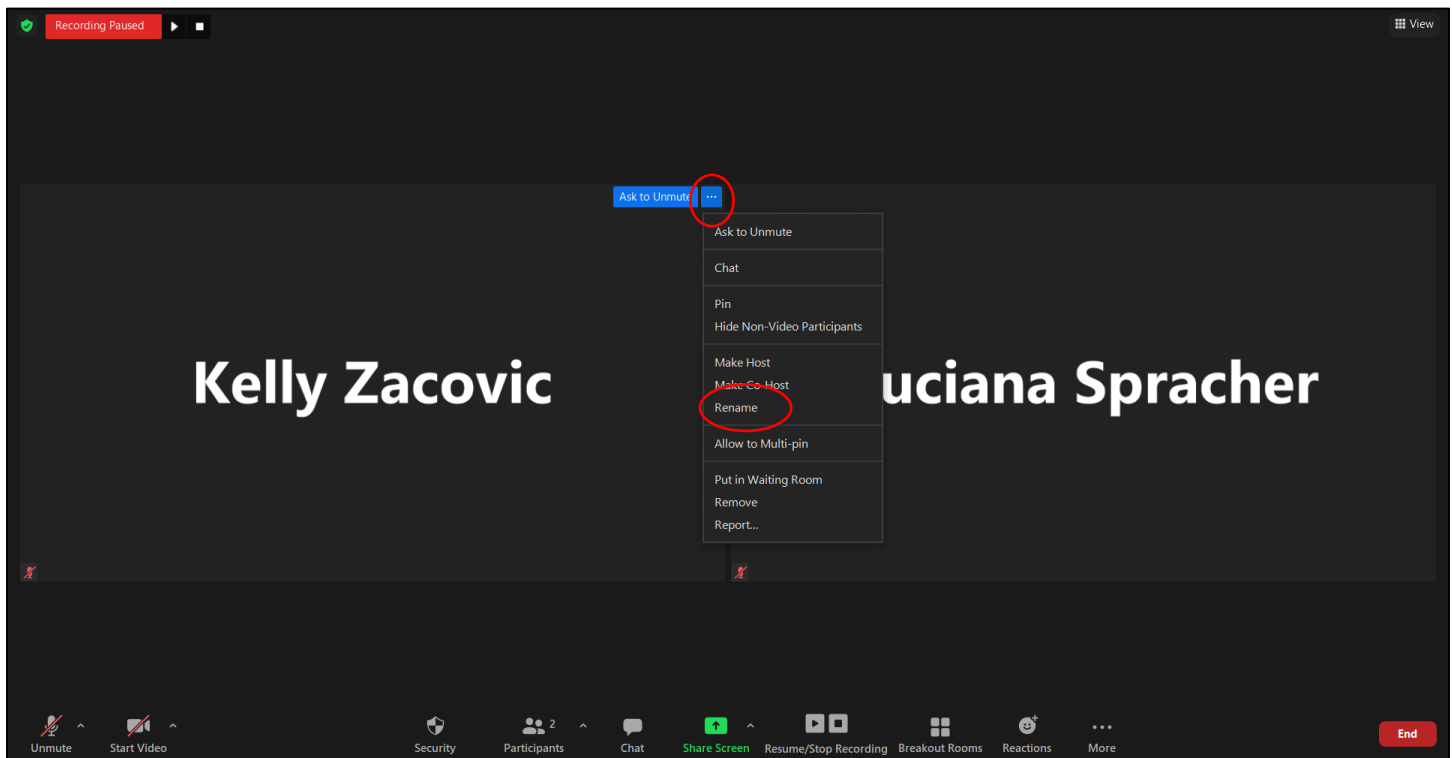 Recording Paused
View
Ask to Unmute
Ask to Unmute
Chat
Pin
Hide Non-Video Participants
Make Host
Make Co-Host
Rename
Allow to Multi-pin
Put in Waiting Room
Remove
Report...
Kelly Zacovic
uciana Spracher
Unmute
Start Video
Security
2
Participants
Chat
Share Screen
Resume/Stop Recording
Breakout Rooms
Reactions
More
End